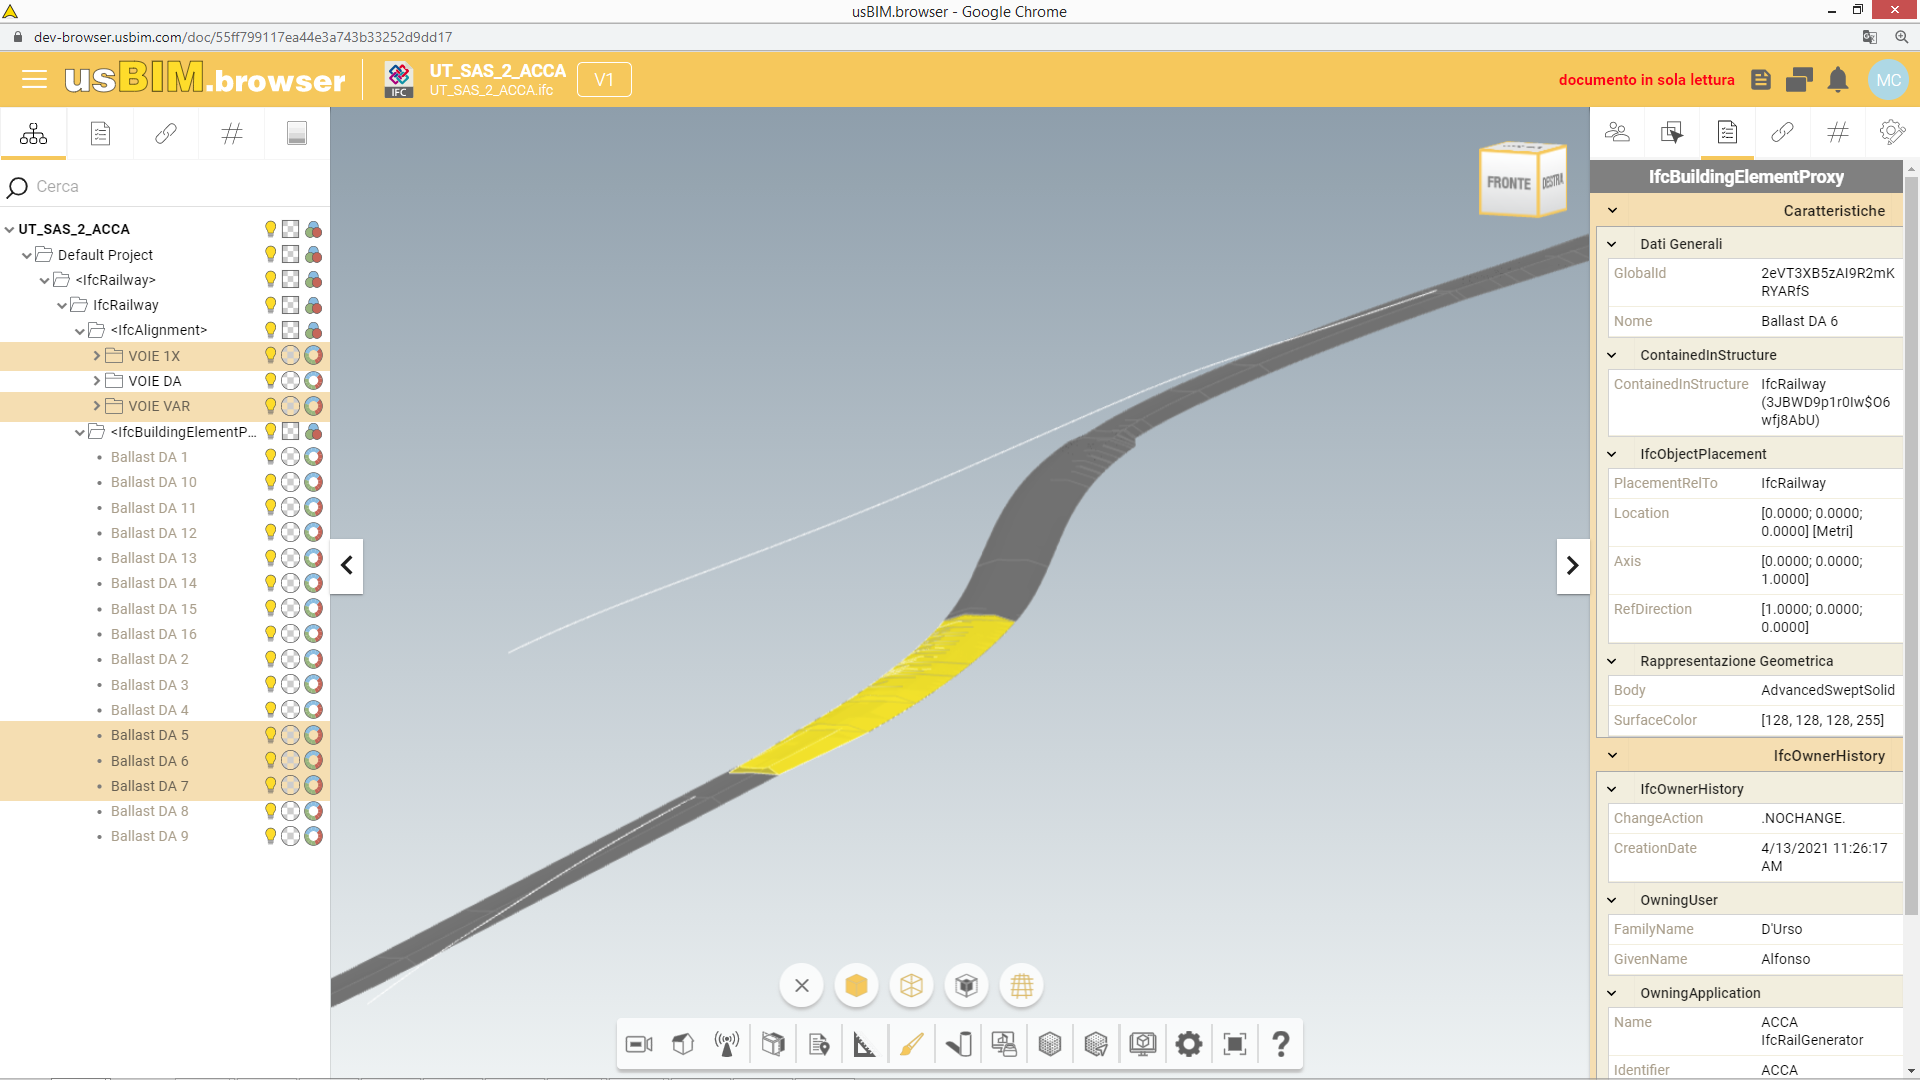 usBIM.browser - Google Chrome
dev-browser.usbim.com/doc/55ff799117ea44e3a743b33252d9dd17
usBIM.browser
IFC
UT_SAS_2_ACCA
UT_SAS_2_ACCA.ifc
V1
documento in sola lettura
MC
Cerca
UT_SAS_2_ACCA
Default Project
<IfcRailway>
IfcRailway
<IfcAlignment>
VOIE 1X
VOIE DA
VOIE VAR
<IfcBuildingElementP...
Ballast DA 1
Ballast DA 10
Ballast DA 11
Ballast DA 12
Ballast DA 13
Ballast DA 14
Ballast DA 15
Ballast DA 16
Ballast DA 2
Ballast DA 3
Ballast DA 4
Ballast DA 5
Ballast DA 6
Ballast DA 7
Ballast DA 8
Ballast DA 9
FRONTE
DESTRA
IfcBuildingElementProxy
Caratteristiche
Dati Generali
GlobalId 2eVT3XB5zAI9R2mK
RYARfS
Nome Ballast DA 6
ContainedInStructure
ContainedInStructure IfcRailway
(3JBWD9p1r0Iw$O6
wfj8AbU)
IfcObjectPlacement
PlacementRelTo IfcRailway
Location [0.0000; 0.0000;
0.0000] [Metri]
Axis [0.0000; 0.0000;
1.0000]
RefDirection [1.0000; 0.0000;
0.0000]
Rappresentazione Geometrica
Body AdvancedSweptSolid
SurfaceColor [128, 128, 128, 255]
IfcOwnerHistory
IfcOwnerHistory
ChangeAction .NOCHANGE.
CreationDate 4/13/2021 11:26:17
AM
OwningUser
FamilyName D'Urso
GivenName Alfonso
OwningApplication
Name ACCA
IfcRailGenerator
Identifier ACCA